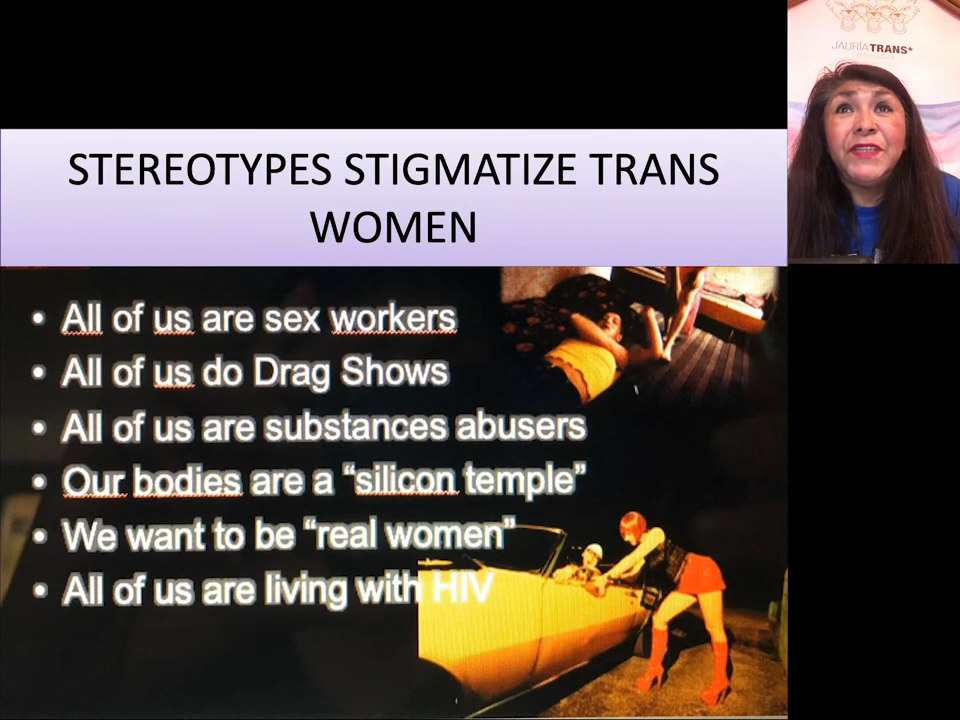 JAURÍATRANS*
STEREOTYPES STIGMATIZE TRANS
WOMEN
• All of us are sex workers
• All of us do Drag Shows
• All of us are substances abusers
• Our bodies are a “silicon temple”
• We want to be “real women”
• All of us are living with HIV